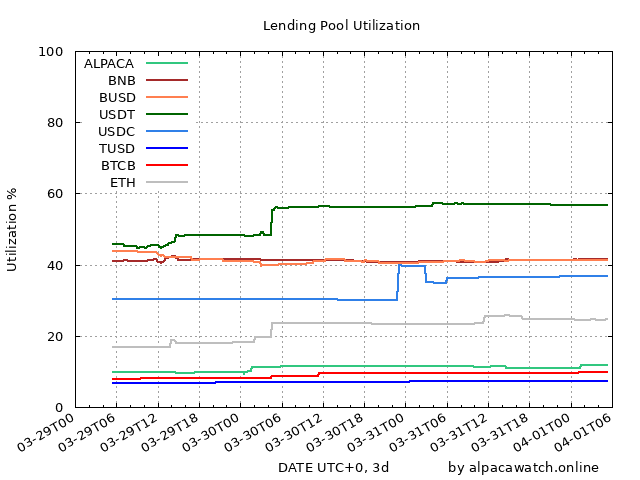 Lending Pool Utilization
Utilization %
100
80
60
40
20
0
ALPACA
BNB
BUSD
USDT
USDC
TUSD
BTCB
ETH
03-29T00
03-29T06
03-29T12
03-29T18
03-30T00
03-30T06
03-30T12
03-30T18
03-31T00
03-31T06
03-31T12
03-31T18
04-01T00
04-01T06
DATE UTC+0, 3d
by alpacawatch.online